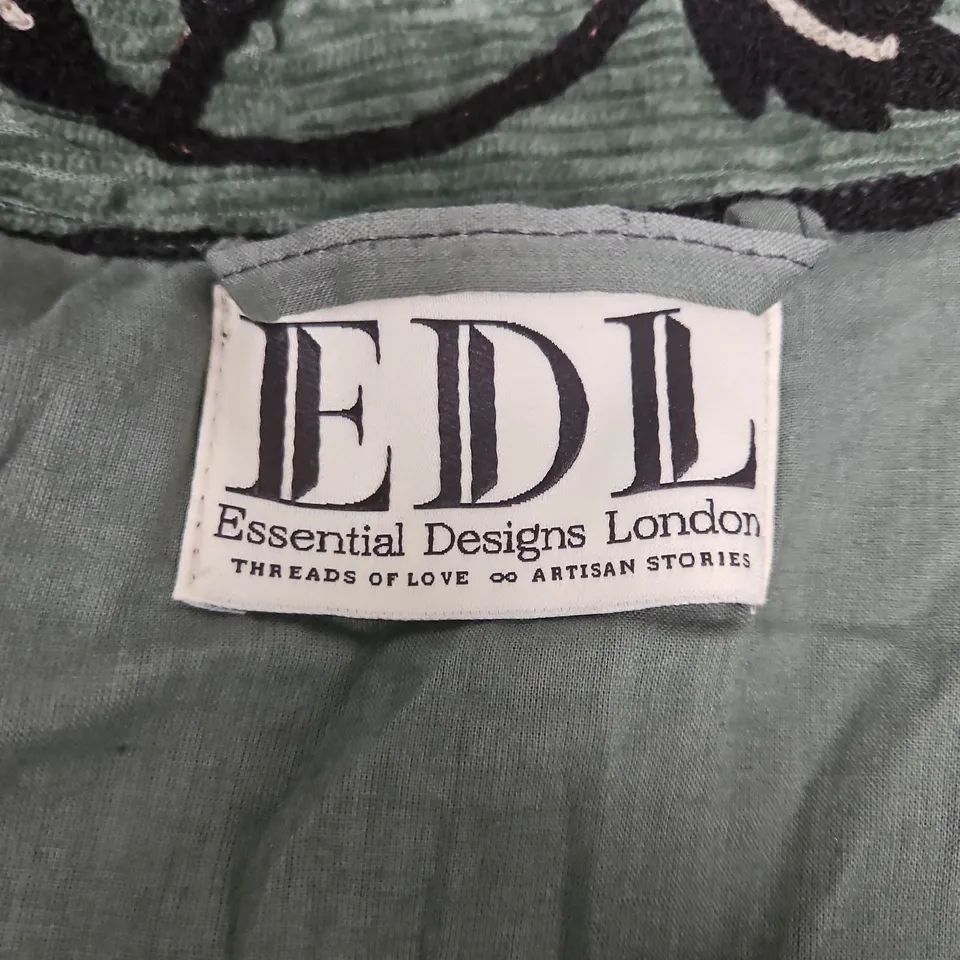 EDL
Essential Designs London
THREADS OF LOVE ∞ ARTISAN STORIES